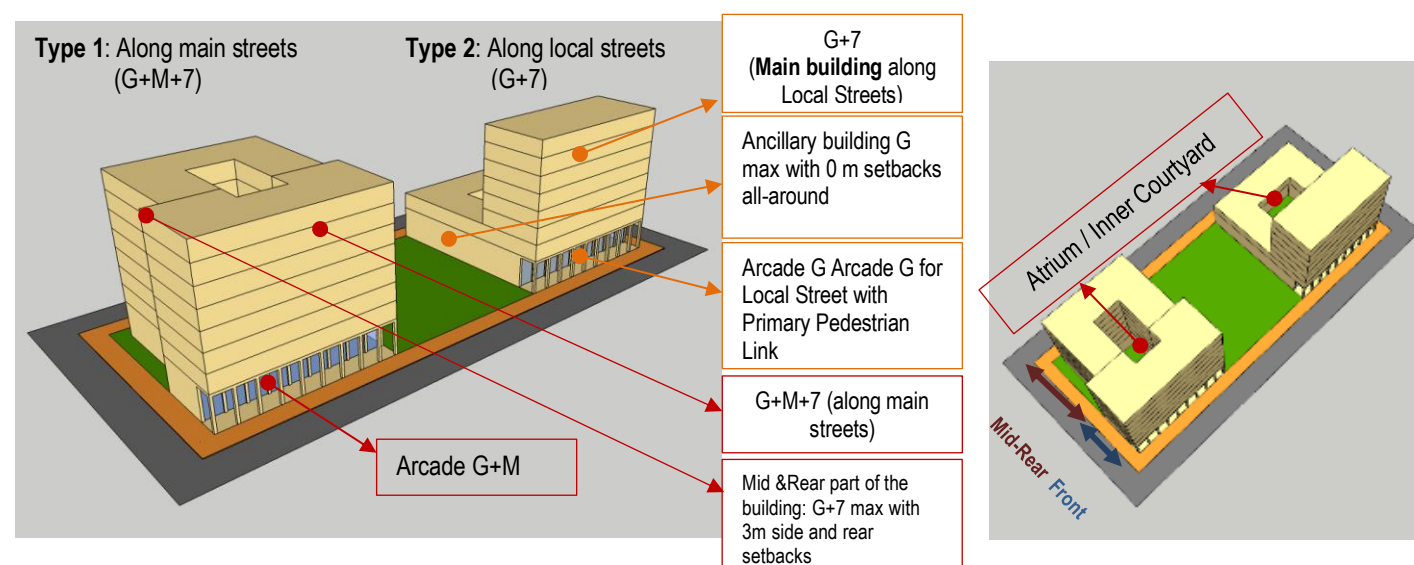 Type 1: Along main streets
(G+M+7)
Type 2: Along local streets
(G+7)
G+7
(Main building along
Local Streets)
Ancillary building G
max with 0 m setbacks
all-around
Arcade G Arcade G for
Local Street with
Primary Pedestrian
Link
G+M+7 (along main
streets)
Mid &Rear part of the
building: G+7 max with
3m side and rear
setbacks
Arcade G+M
Atrium / Inner Courtyard
Mid-Rear
Front